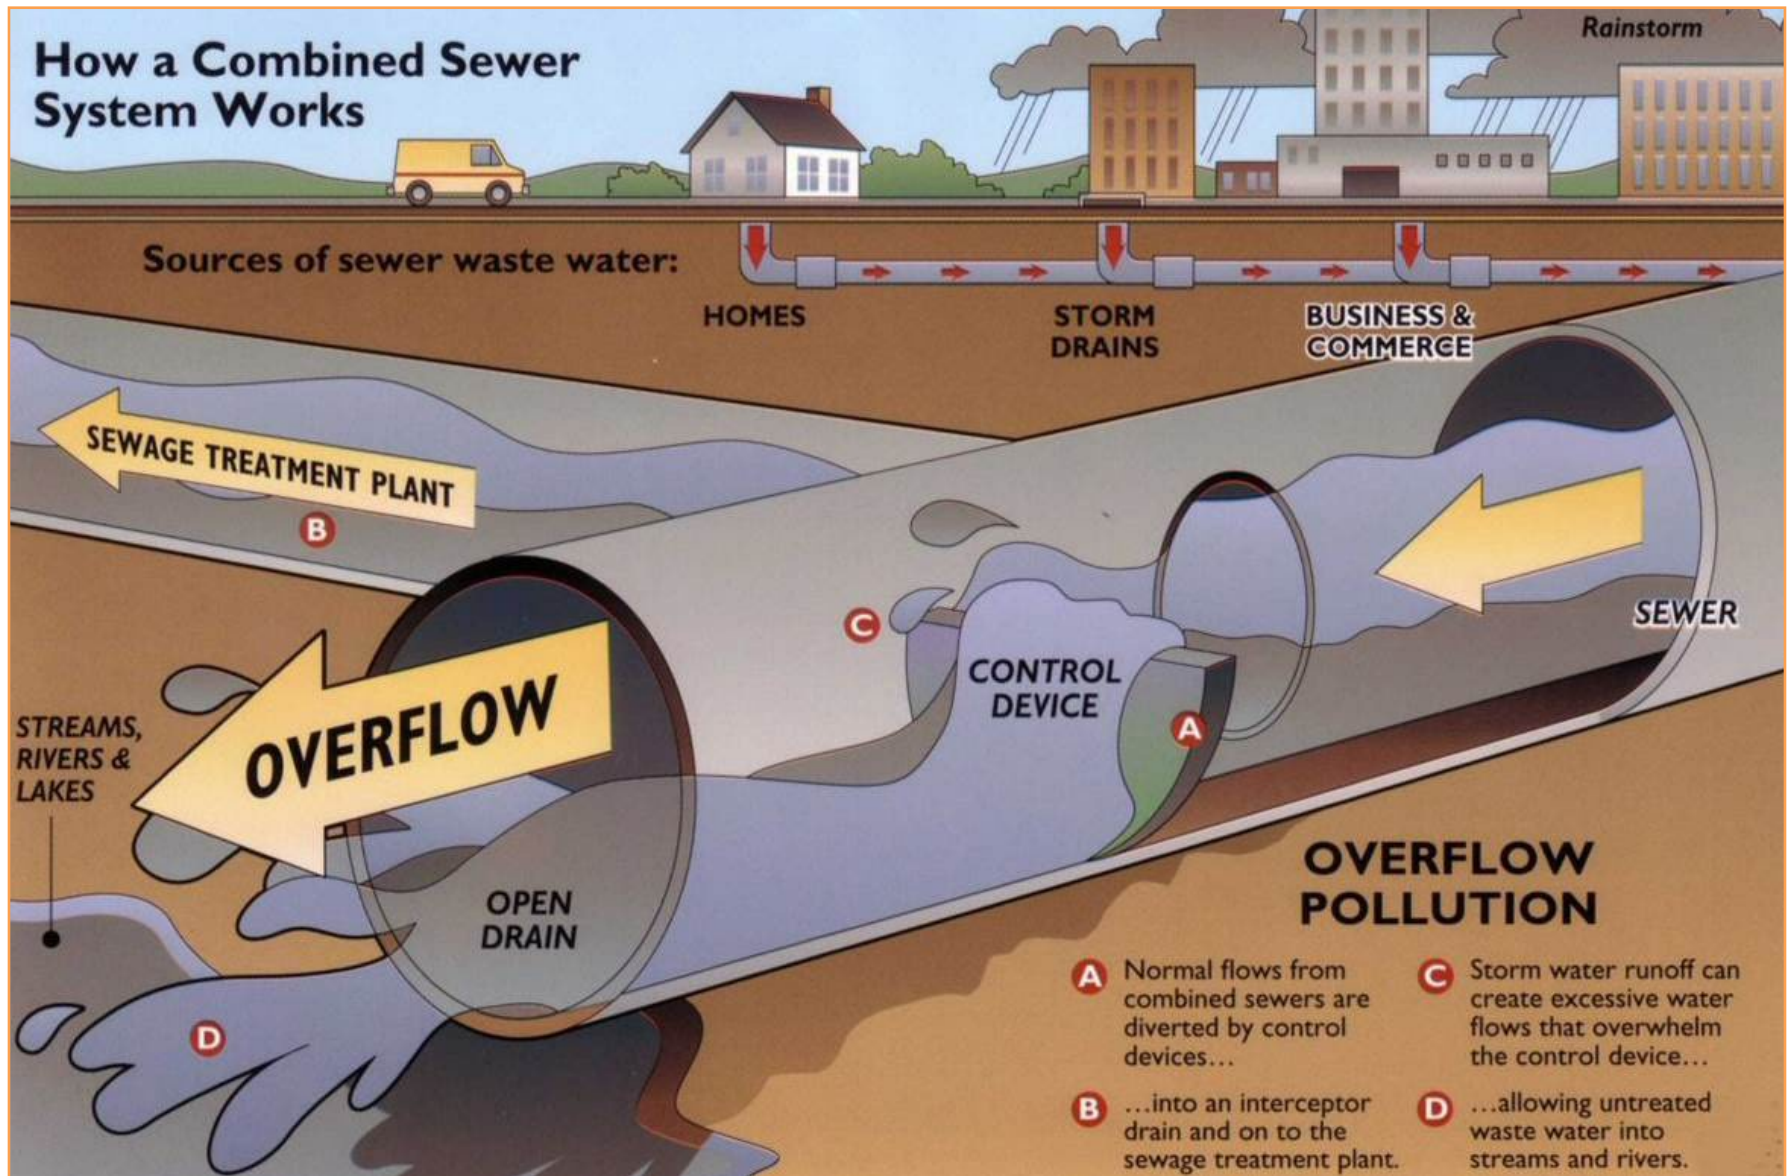 How a Combined Sewer
System Works
Rainstorm
Sources of sewer waste water:
HOMES
STORM
DRAINS
BUSINESS &
COMMERCE
SEWAGE TREATMENT PLANT
B
SEWER
C
CONTROL
DEVICE
A
OVERFLOW
STREAMS,
RIVERS &
LAKES
OPEN
DRAIN
D
OVERFLOW
POLLUTION
A Normal flows from
combined sewers are
diverted by control
devices...
B ...into an interceptor
drain and on to the
sewage treatment plant.
C Storm water runoff can
create excessive water
flows that overwhelm
the control device...
D ...allowing untreated
waste water into
streams and rivers.